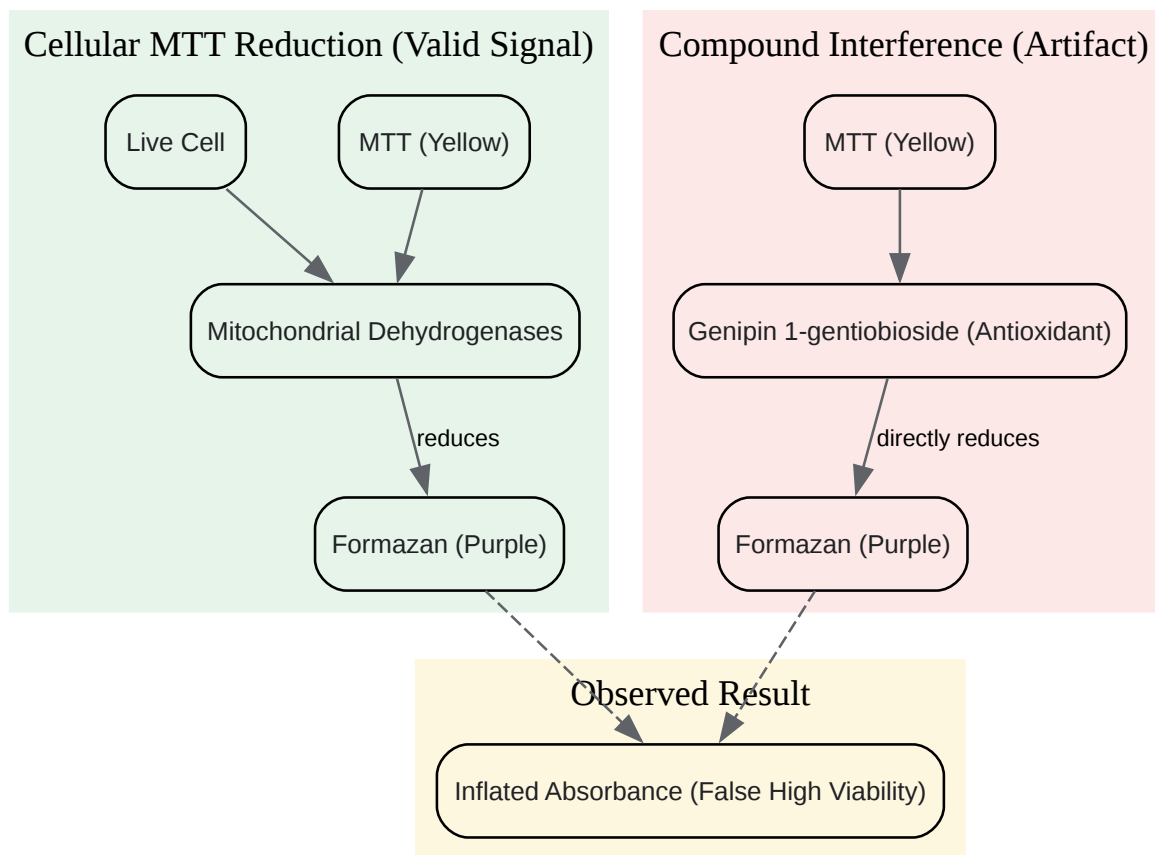 Cellular MTT Reduction (Valid Signal)
Live Cell
MTT (Yellow)
Mitochondrial Dehydrogenases
reduces
Formazan (Purple)
Compound Interference (Artifact)
MTT (Yellow)
Genipin 1-gentiobioside (Antioxidant)
directly reduces
Formazan (Purple)
Observed Result
Inflated Absorbance (False High Viability)